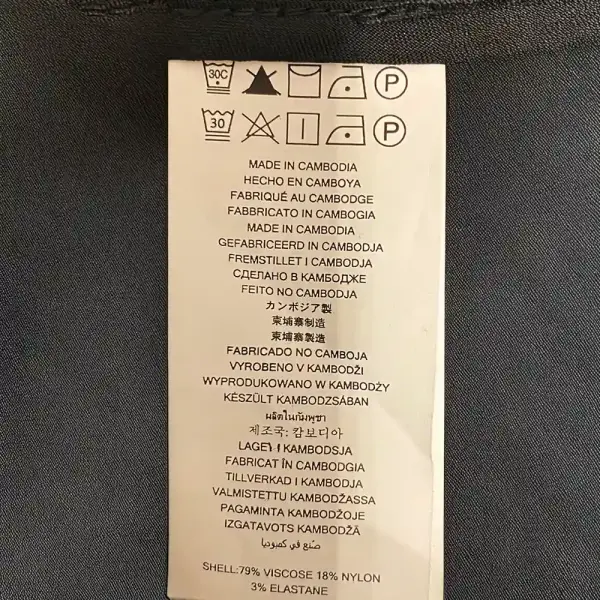 30C P
30 P
MADE IN CAMBODIA
HECHO EN CAMBOYA
FABRIQUÉ AU CAMBODGE
FABBRICATO IN CAMBOGIA
MADE IN CAMBODIA
GEFABRICEERD IN CAMBODJA
FREMSTILLET I CAMBODJA
СДЕЛАНО В КАМБОДЖЕ
FEITO NO CAMBODJA
カンボジア製
柬埔寨制造
柬埔寨製造
FABRICADO NO CAMBOJA
VYROBENO V KAMBODŽI
WYPRODUKOWANO W KAMBODŻY
KÉSZÜLT KAMBODZSÁBAN
ผลิตในกัมพูชา
제조국: 캄보디아
I KAMBODSJA
FABRICAT ÎN CAMBODGIA
TILLVERKAD I KAMBODJA
VALMISTETTU KAMBODŽASSA
PAGAMINTA KAMBODŽOJE
IZGATAVOTS KAMBODŽĀ
صُنع في كمبوديا
SHELL:79% VISCOSE 18% NYLON
3% ELASTANE